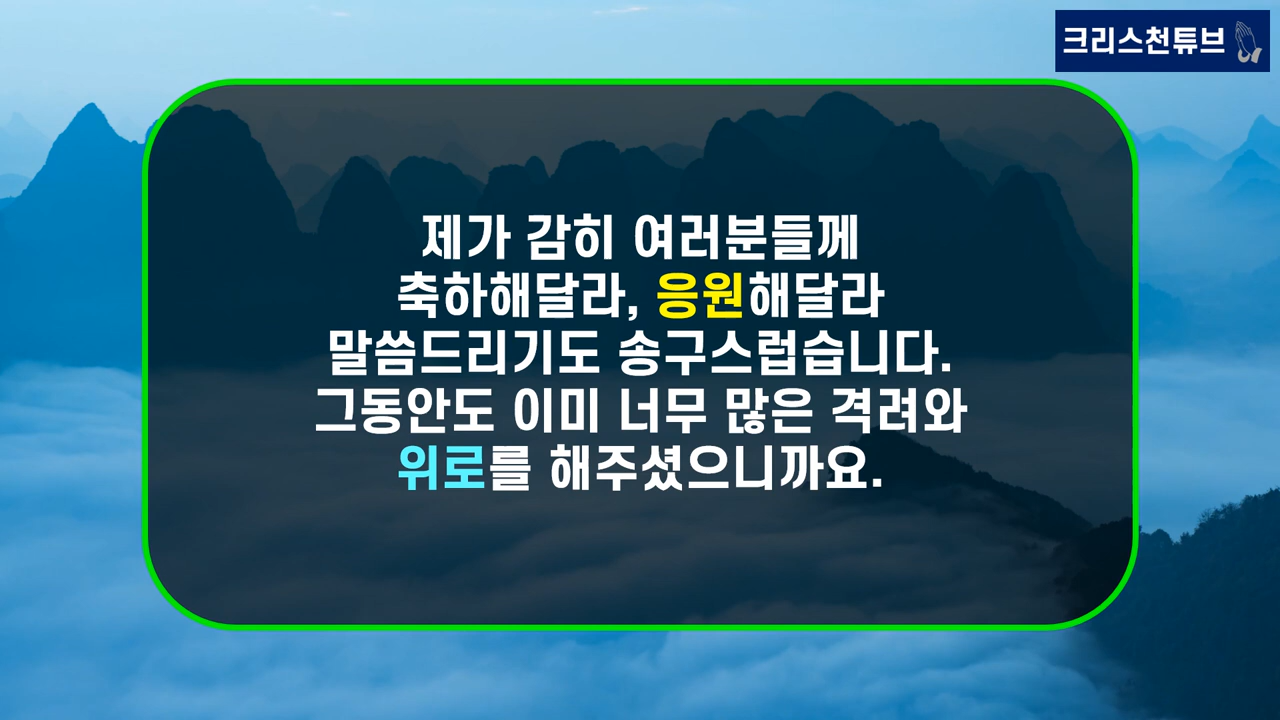 크리스천튜브
제가 감히 여러분들께
축하해달라, 응원해달라
말씀드리기도 송구스럽습니다.
그동안도 이미 너무 많은 격려와
위로를 해주셨으니까요.